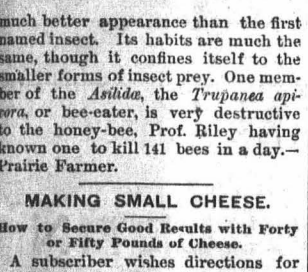 much better appearance than the first
named insect. Its habits are much the
same, though it confines itself to the
smaller forms of insect prey. One mem-
ber of the Asilidæ, the Trupanea api-
vora, or bee-eater, is very destructive
to the honey-bee, Prof. Riley having
known one to kill 141 bees in a day.—
Prairie Farmer.
MAKING SMALL CHEESE.
How to Secure Good Results with Forty
or Fifty Pounds of Cheese.
A subscriber wishes directions for